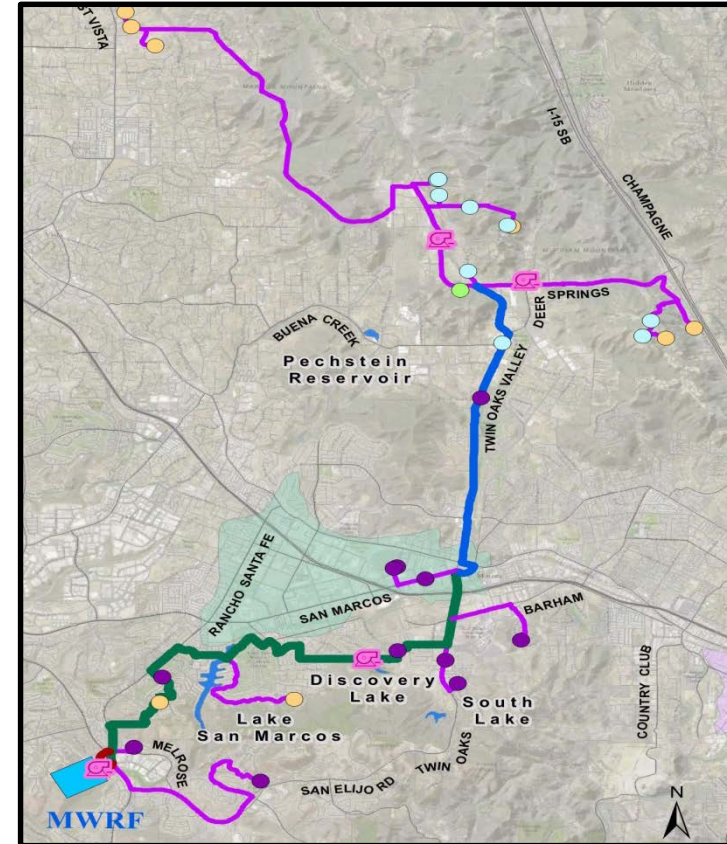 ST VISTA
I-15 SB
CHAMPAGNE
DEER
SPRINGS
BUENA CREEK
Pechstein
Reservoir
TWIN OAKS VALLEY
RANCHO SANTA FE
SAN MARCOS
BARHAM
Discovery
Lake
South
Lake
COUNTRY CLUB
Lake
San Marcos
MELROSE
TWIN OAKS
SAN ELIJO RD
MWRF
N